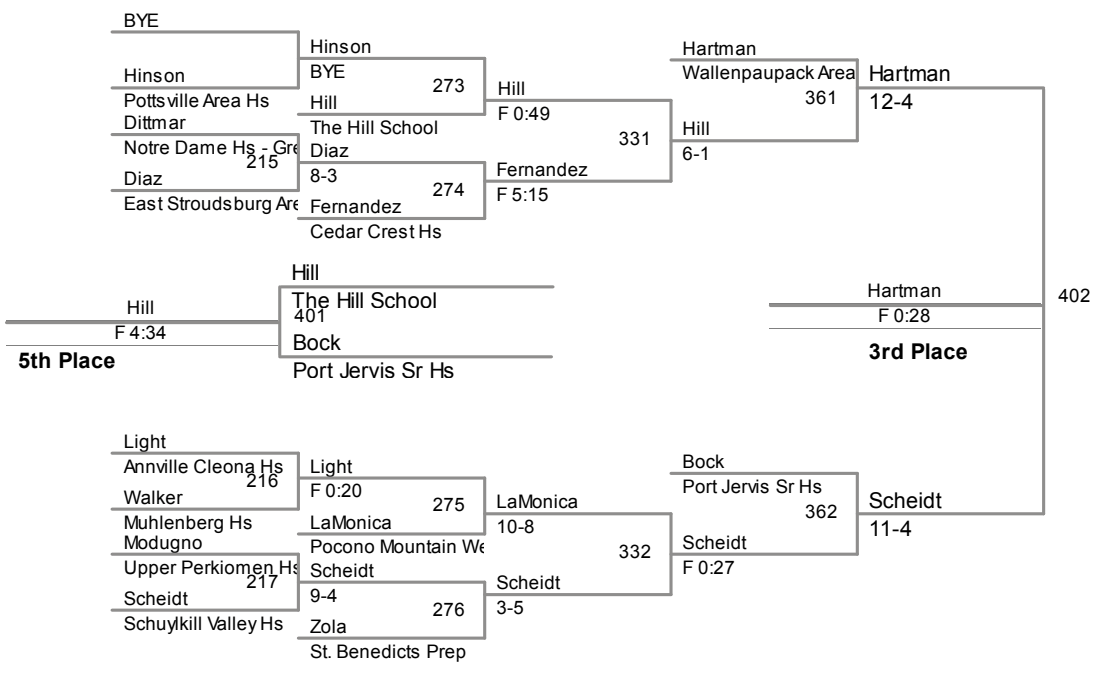 BYE
Hinson
Pottsville Area Hs
Dittmar
Notre Dame Hs - Gre
215
Diaz
East Stroudsburg Are
Hinson
BYE
273
Hill
The Hill School
Diaz
8-3
274
Fernandez
Cedar Crest Hs
Hill
F 0:49
331
Fernandez
F 5:15
Hartman
Wallenpaupack Area
361
Hill
6-1
Hartman
12-4
Hill
The Hill School
401
Bock
Port Jervis Sr Hs
Hill
F 4:34
5th Place
Hartman
F 0:28
3rd Place
402
Light
Annville Cleona Hs
216
Walker
Muhlenberg Hs
Modugno
Upper Perkiomen Hs
217
Scheidt
Schuylkill Valley Hs
Light
F 0:20
275
LaMonica
Pocono Mountain We
Scheidt
9-4
276
Zola
St. Benedicts Prep
LaMonica
10-8
332
Scheidt
3-5
Bock
Port Jervis Sr Hs
362
Scheidt
F 0:27
Scheidt
11-4